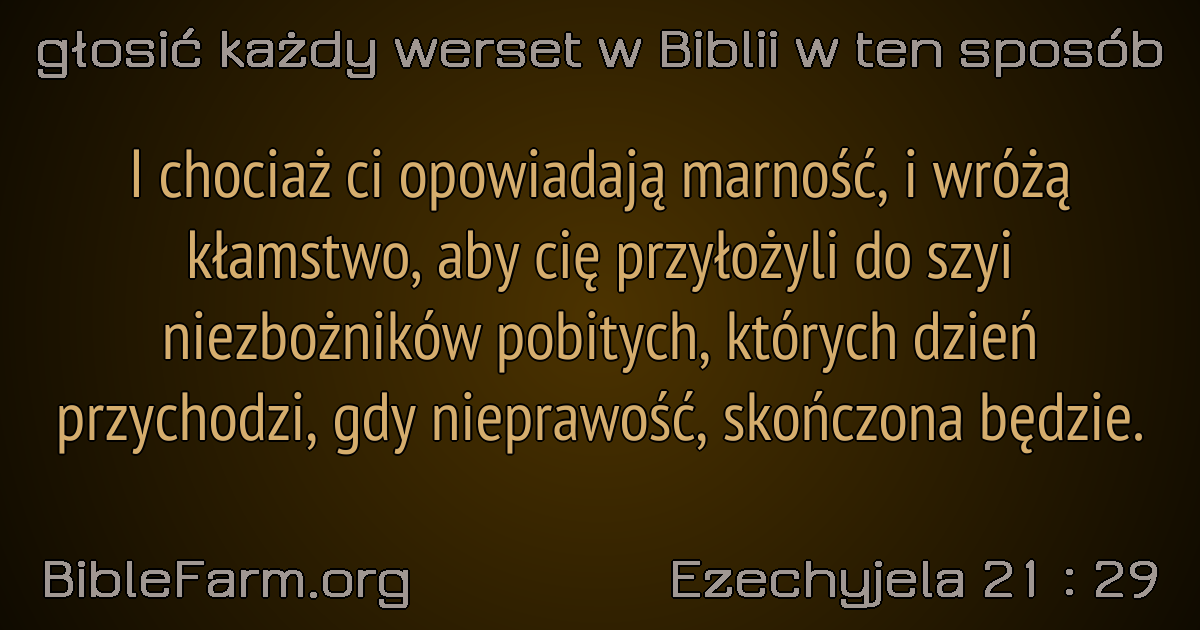 głosić każdy werset w Biblii w ten sposób
I chociaż ci opowiadają marność, i wróżą
kłamstwo, aby cię przyłożyli do szyi
niezbożników pobitych, których dzień
przychodzi, gdy nieprawość, skończona będzie.
BibleFarm.org
Ezechyjela 21 : 29